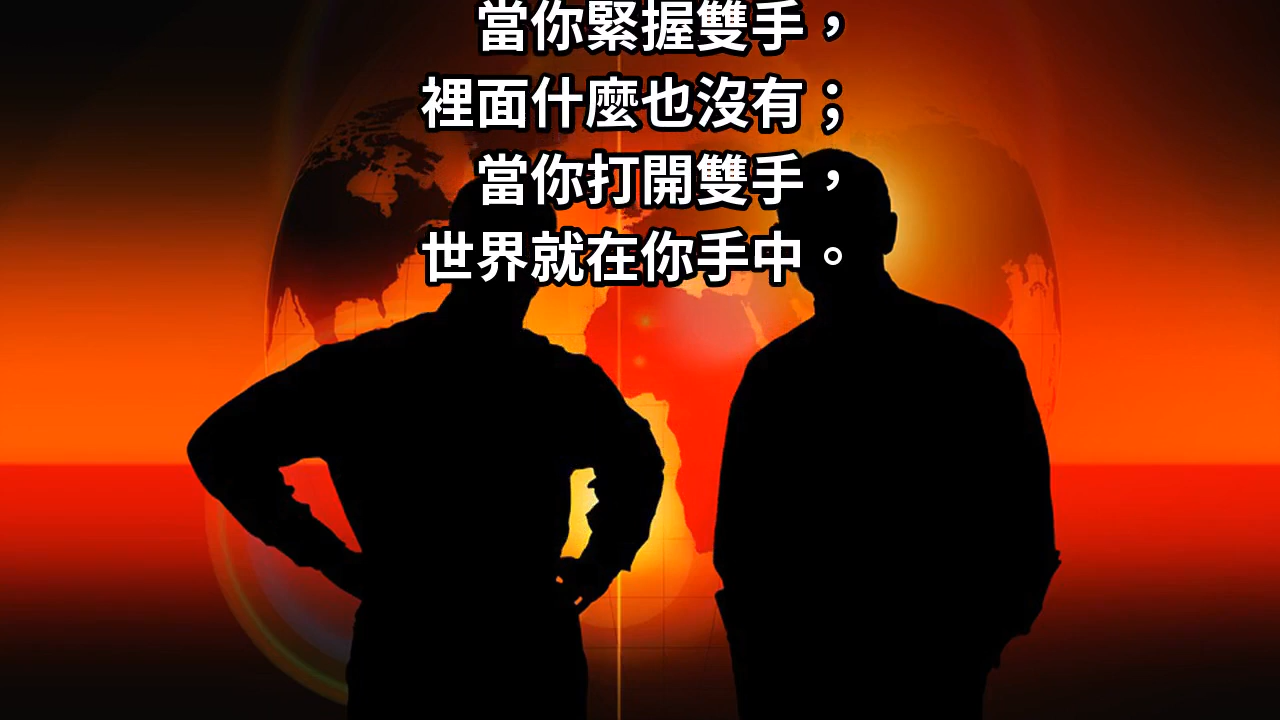 當你緊握雙手，
裡面什麼也沒有；
當你打開雙手，
世界就在你手中。